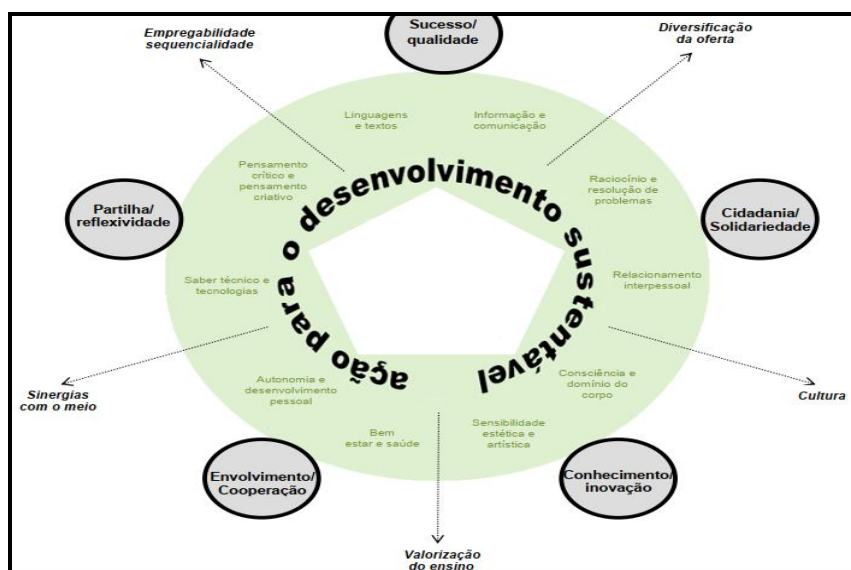 Sucesso/
qualidade
Empregabilidade
sequencialidade
Diversificação
da oferta
Linguagens
e textos
Informação e
comunicação
Pensamento
crítico e
pensamento
criativo
Raciocínio e
resolução de
problemas
Partilha/
reflexividade
Cidadania/
Solidariedade
ação para o desenvolvimento sustentável
Saber técnico e
tecnologias
Relacionamento
interpessoal
Autonomia e
desenvolvimento
pessoal
Consciência e
domínio do
corpo
Sinergias
com o meio
Cultura
Bem
estar e saúde
Sensibilidade
estética e
artística
Envolvimento/
Cooperação
Conhecimento/
inovação
Valorização
do ensino